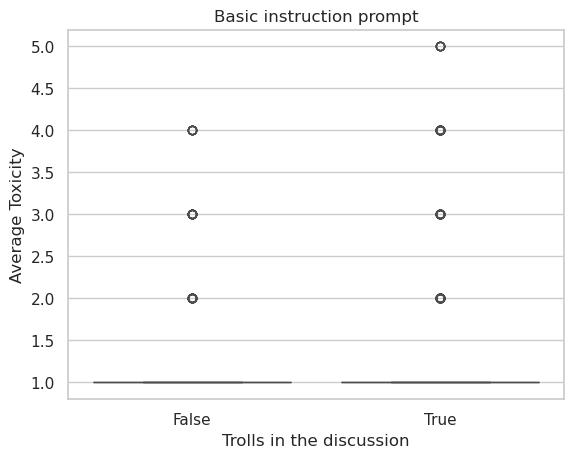 Basic instruction prompt
5.0
4.5
4.0
3.5
3.0
2.5
2.0
1.5
1.0
Average Toxicity
False
True
Trolls in the discussion